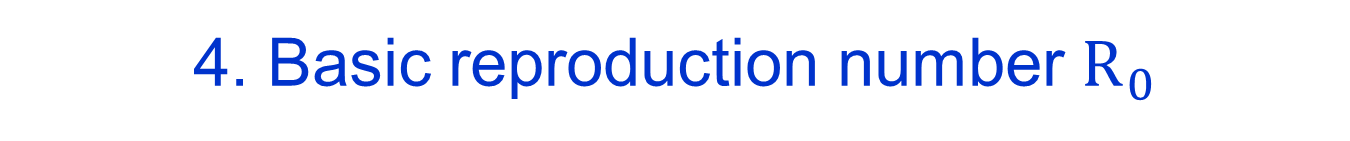 4. Basic reproduction number R₀